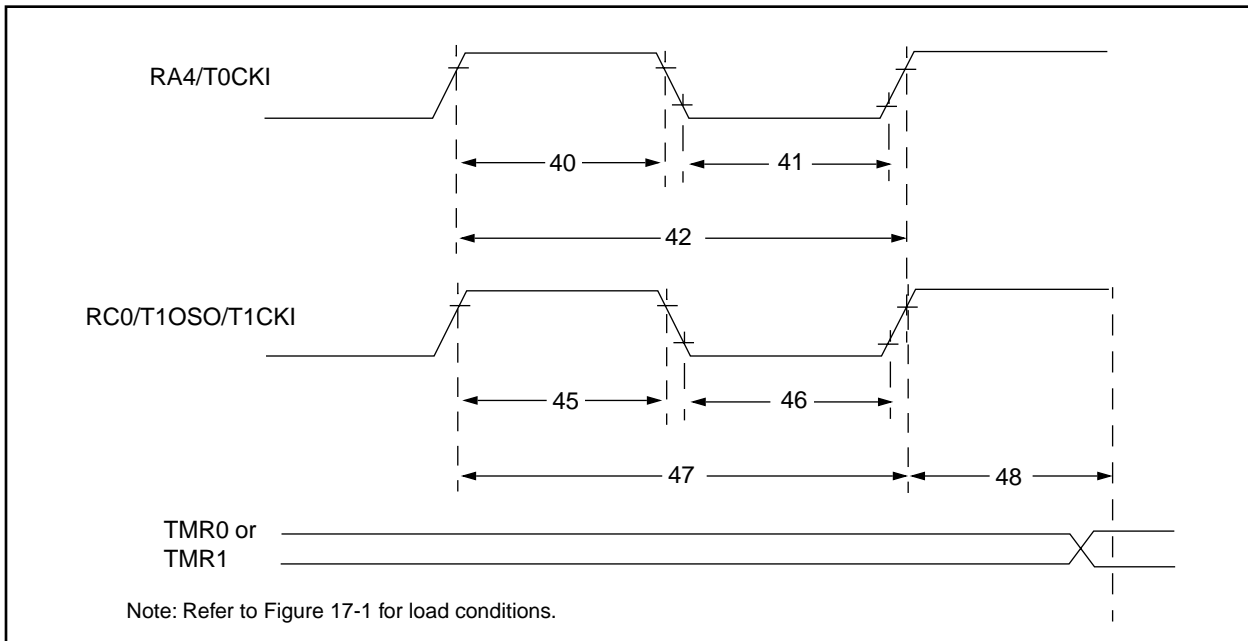 RA4/T0CKI
40
41
42
RC0/T1OSO/T1CKI
45
46
47
48
TMR0 or
TMR1
Note: Refer to Figure 17-1 for load conditions.